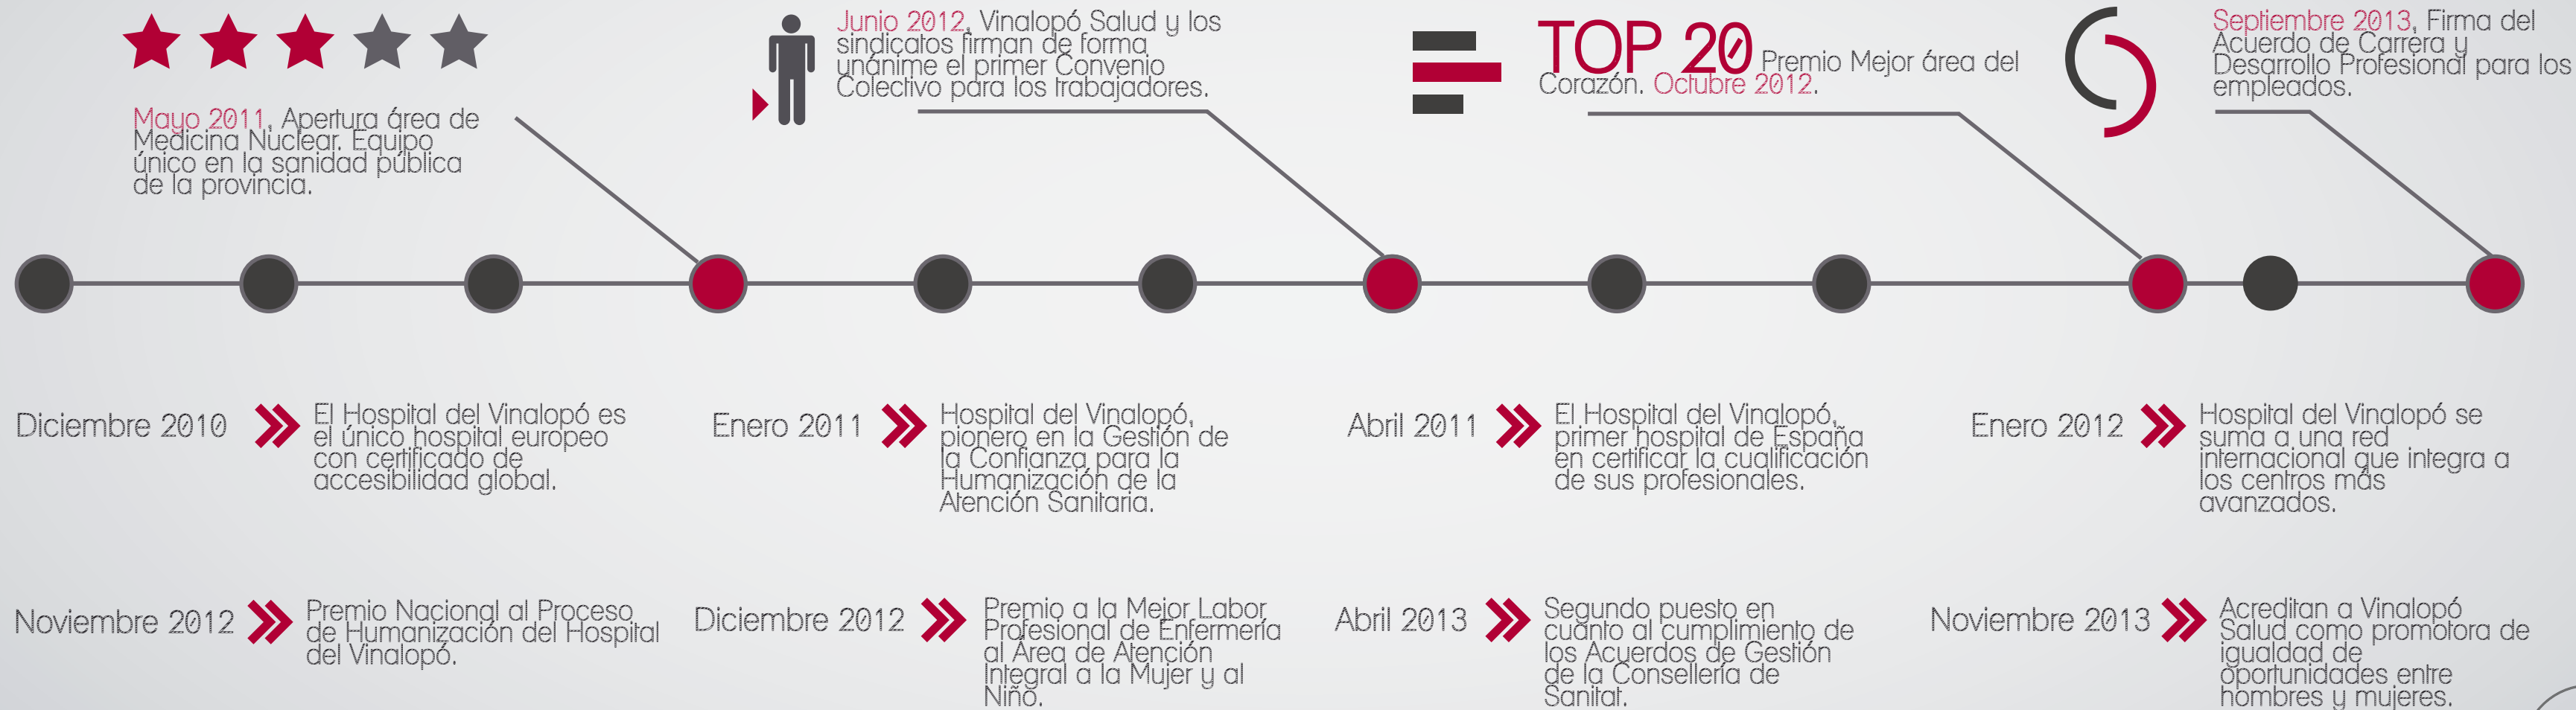 Mayo 2011, Apertura área de
Medicina Nuclear. Equipo
único en la sanidad pública
de la provincia.
Junio 2012, Vinalopó Salud y los
sindicatos firman de forma
unánime el primer Convenio
Colectivo para los trabajadores.
TOP 20 Premio Mejor área del
Corazón. Octubre 2012.
Septiembre 2013, Firma del
Acuerdo de Carrera y
Desarrollo Profesional para los
empleados.
Diciembre 2010
El Hospital del Vinalopó es
el único hospital europeo
con certificado de
accesibilidad global.
Enero 2011
Hospital del Vinalopó,
pionero en la Gestión de
la Confianza para la
Humanización de la
Atención Sanitaria.
Abril 2011
El Hospital del Vinalopó,
primer hospital de España
en certificar la cualificación
de sus profesionales.
Enero 2012
Hospital del Vinalopó se
suma a una red
internacional que integra a
los centros más
avanzados.
Noviembre 2012
Premio Nacional al Proceso
de Humanización del Hospital
del Vinalopó.
Diciembre 2012
Premio a la Mejor Labor
Profesional de Enfermería
al Área de Atención
Integral a la Mujer y al
Niño.
Abril 2013
Segundo puesto en
cuanto al cumplimiento de
los Acuerdos de Gestión
de la Consellería de
Sanitat.
Noviembre 2013
Acreditan a Vinalopó
Salud como promotora de
igualdad de
oportunidades entre
hombres y mujeres.